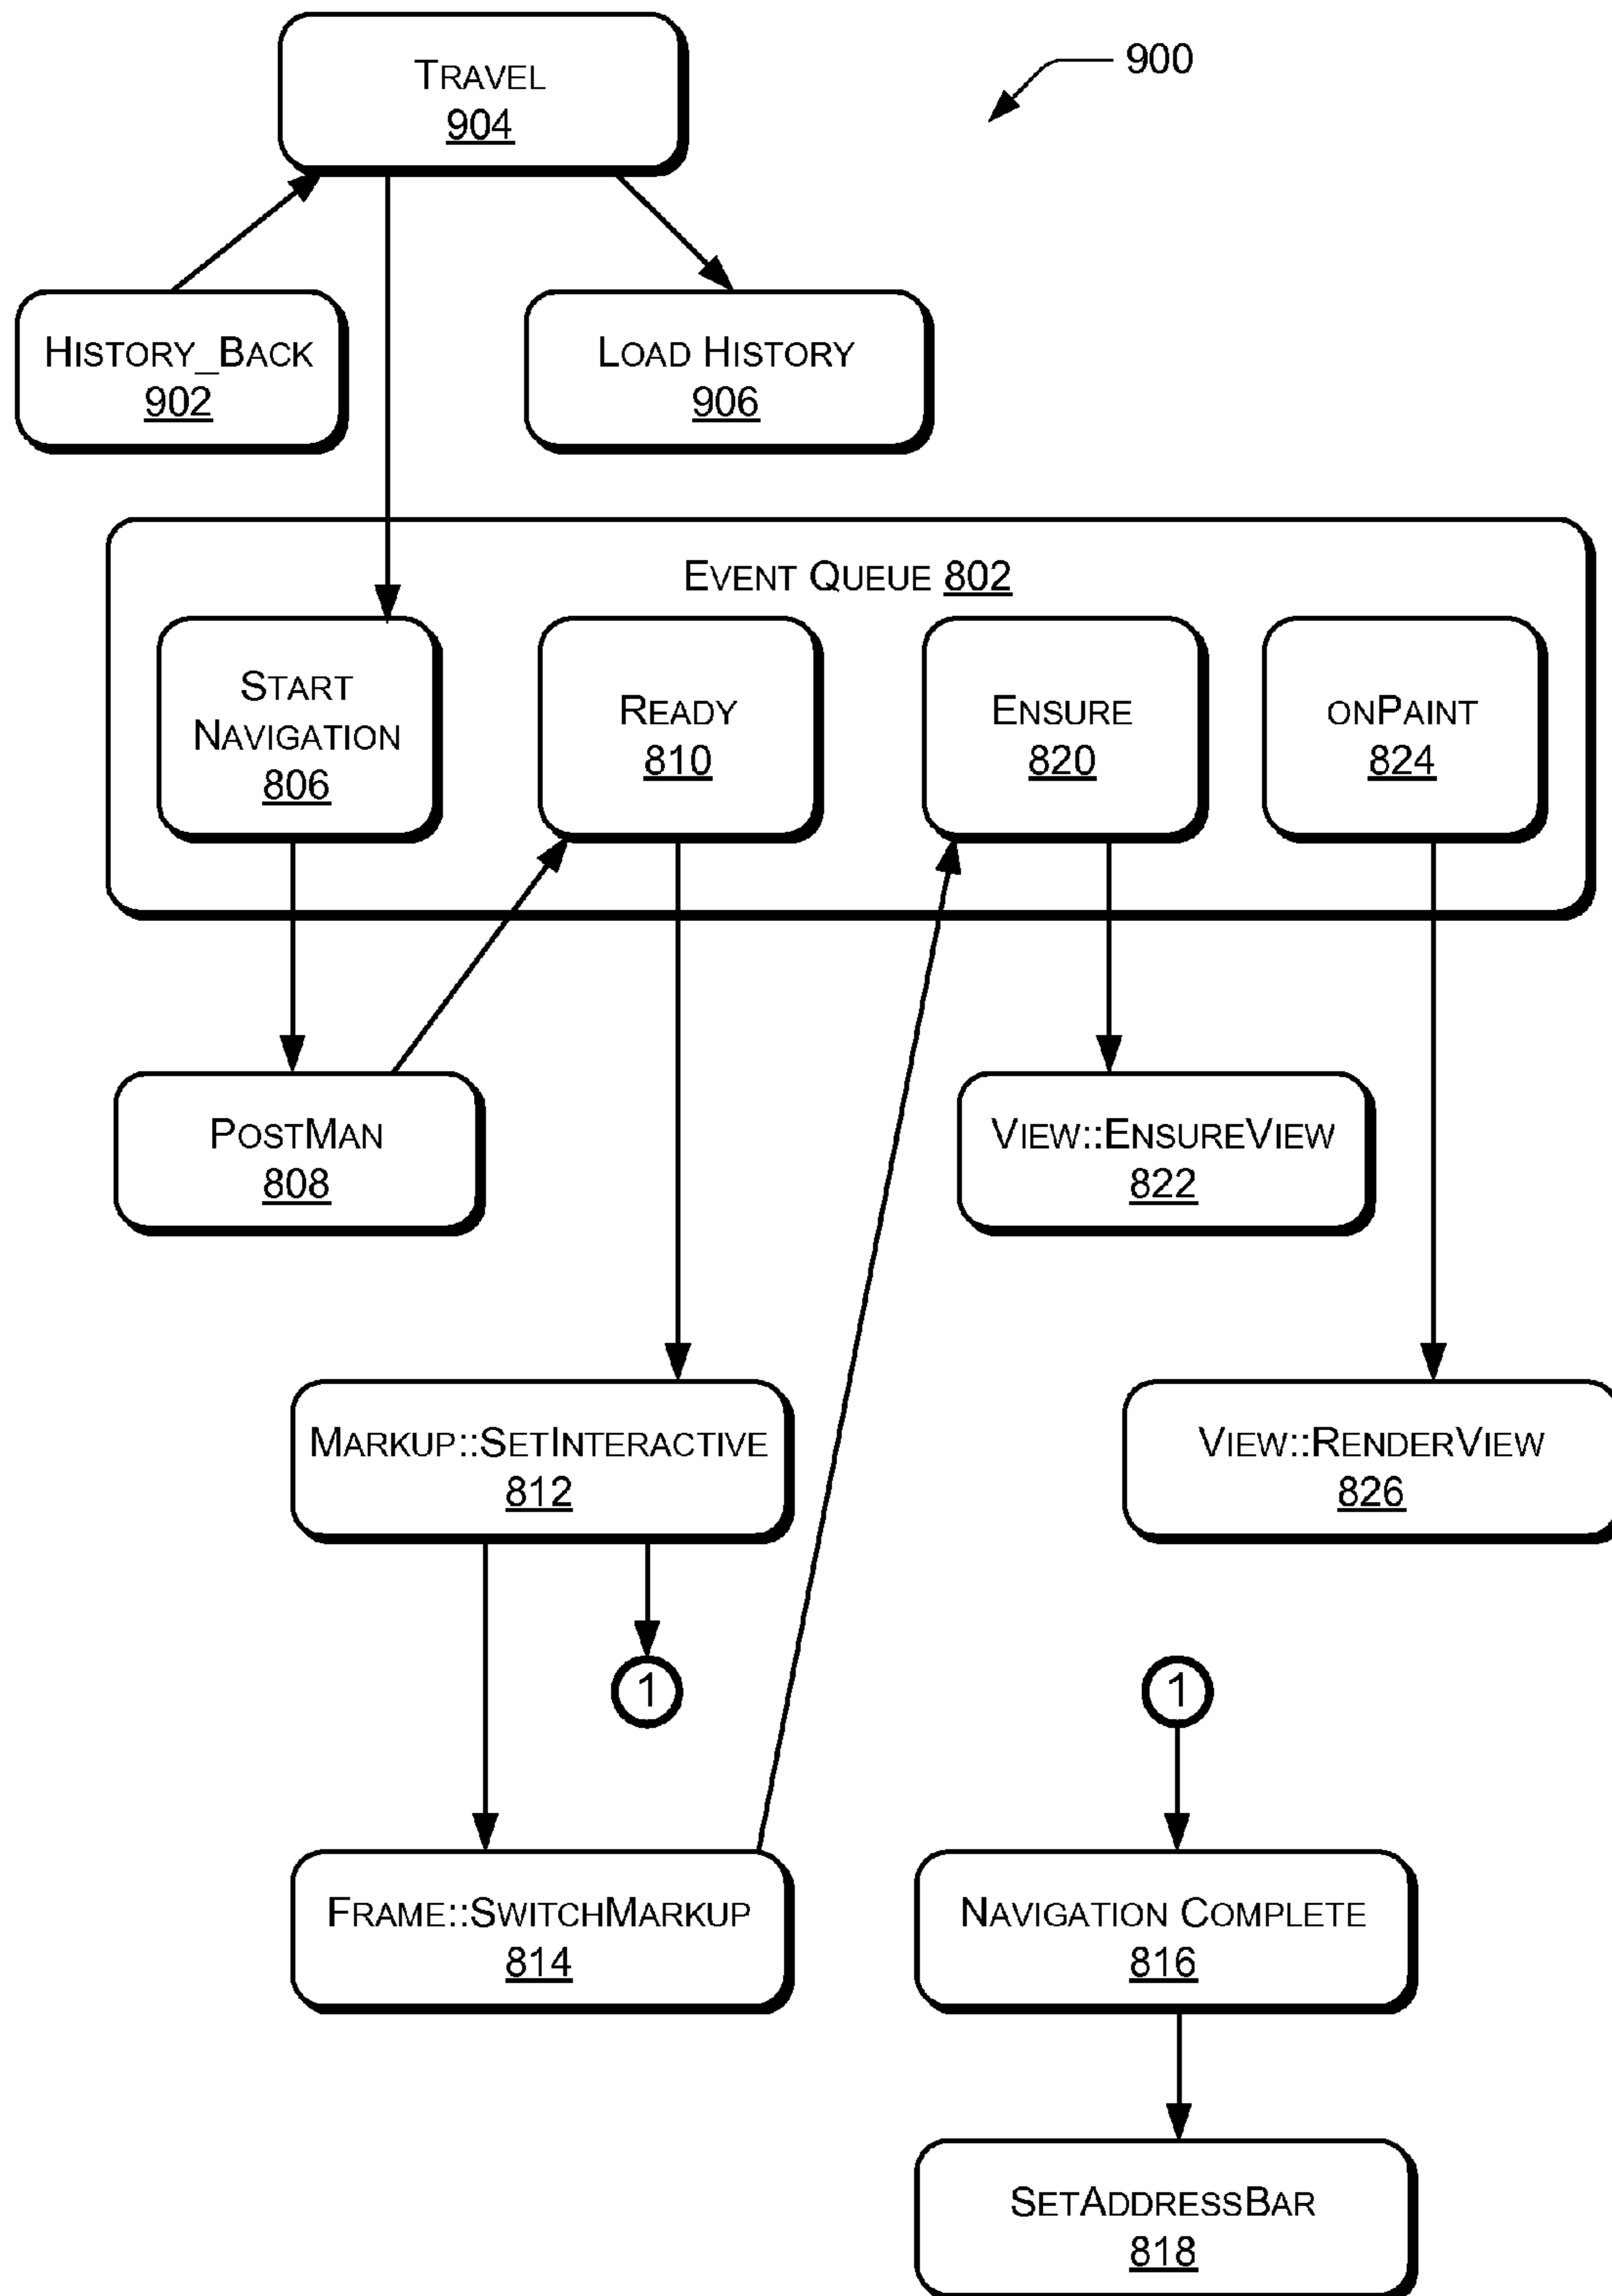 TRAVEL
904
900
HISTORY_BACK
902
LOAD HISTORY
906
EVENT QUEUE 802
START
NAVIGATION
806
READY
810
ENSURE
820
ONPAINT
824
POSTMAN
808
VIEW::ENSUREVIEW
822
MARKUP::SETINTERACTIVE
812
VIEW::RENDERVIEW
826
1
1
FRAME::SWITCHMARKUP
814
NAVIGATION COMPLETE
816
SETADDRESSBAR
818